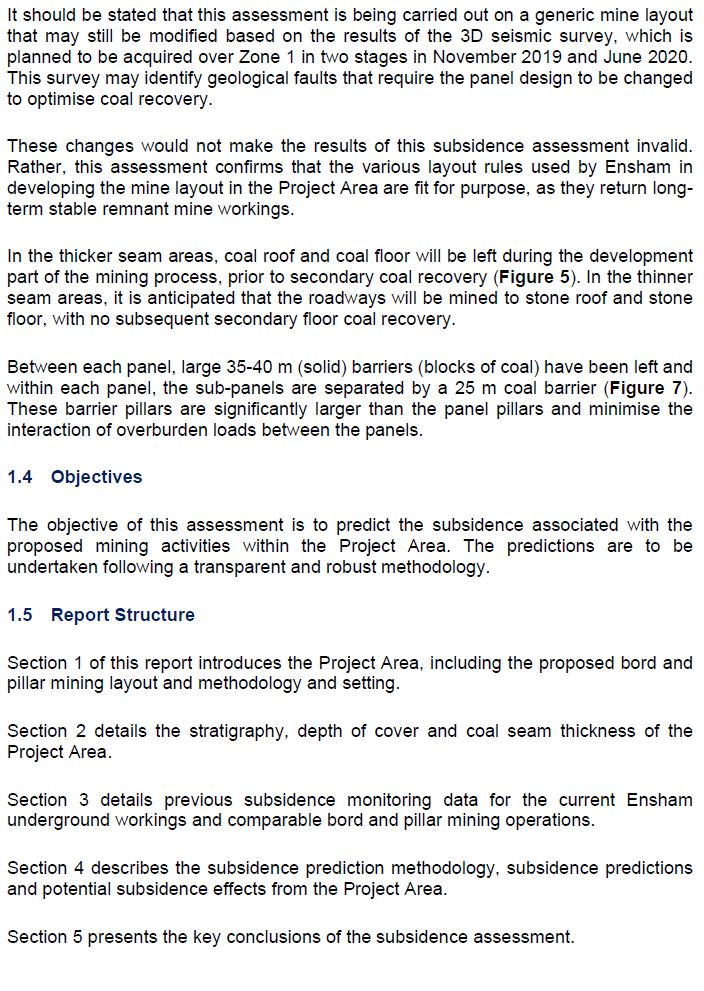 It should be stated that this assessment is being carried out on a generic mine layout
that may still be modified based on the results of the 3D seismic survey, which is
planned to be acquired over Zone 1 in two stages in November 2019 and June 2020.
This survey may identify geological faults that require the panel design to be changed
to optimise coal recovery.
These changes would not make the results of this subsidence assessment invalid.
Rather, this assessment confirms that the various layout rules used by Ensham in
developing the mine layout in the Project Area are fit for purpose, as they return long-
term stable remnant mine workings.
In the thicker seam areas, coal roof and coal floor will be left during the development
part of the mining process, prior to secondary coal recovery (Figure 5). In the thinner
seam areas, it is anticipated that the roadways will be mined to stone roof and stone
floor, with no subsequent secondary floor coal recovery.
Between each panel, large 35-40 m (solid) barriers (blocks of coal) have been left and
within each panel, the sub-panels are separated by a 25 m coal barrier (Figure 7).
These barrier pillars are significantly larger than the panel pillars and minimise the
interaction of overburden loads between the panels.
1.4 Objectives
The objective of this assessment is to predict the subsidence associated with the
proposed mining activities within the Project Area. The predictions are to be
undertaken following a transparent and robust methodology.
1.5 Report Structure
Section 1 of this report introduces the Project Area, including the proposed bord and
pillar mining layout and methodology and setting.
Section 2 details the stratigraphy, depth of cover and coal seam thickness of the
Project Area.
Section 3 details previous subsidence monitoring data for the current Ensham
underground workings and comparable bord and pillar mining operations.
Section 4 describes the subsidence prediction methodology, subsidence predictions
and potential subsidence effects from the Project Area.
Section 5 presents the key conclusions of the subsidence assessment.